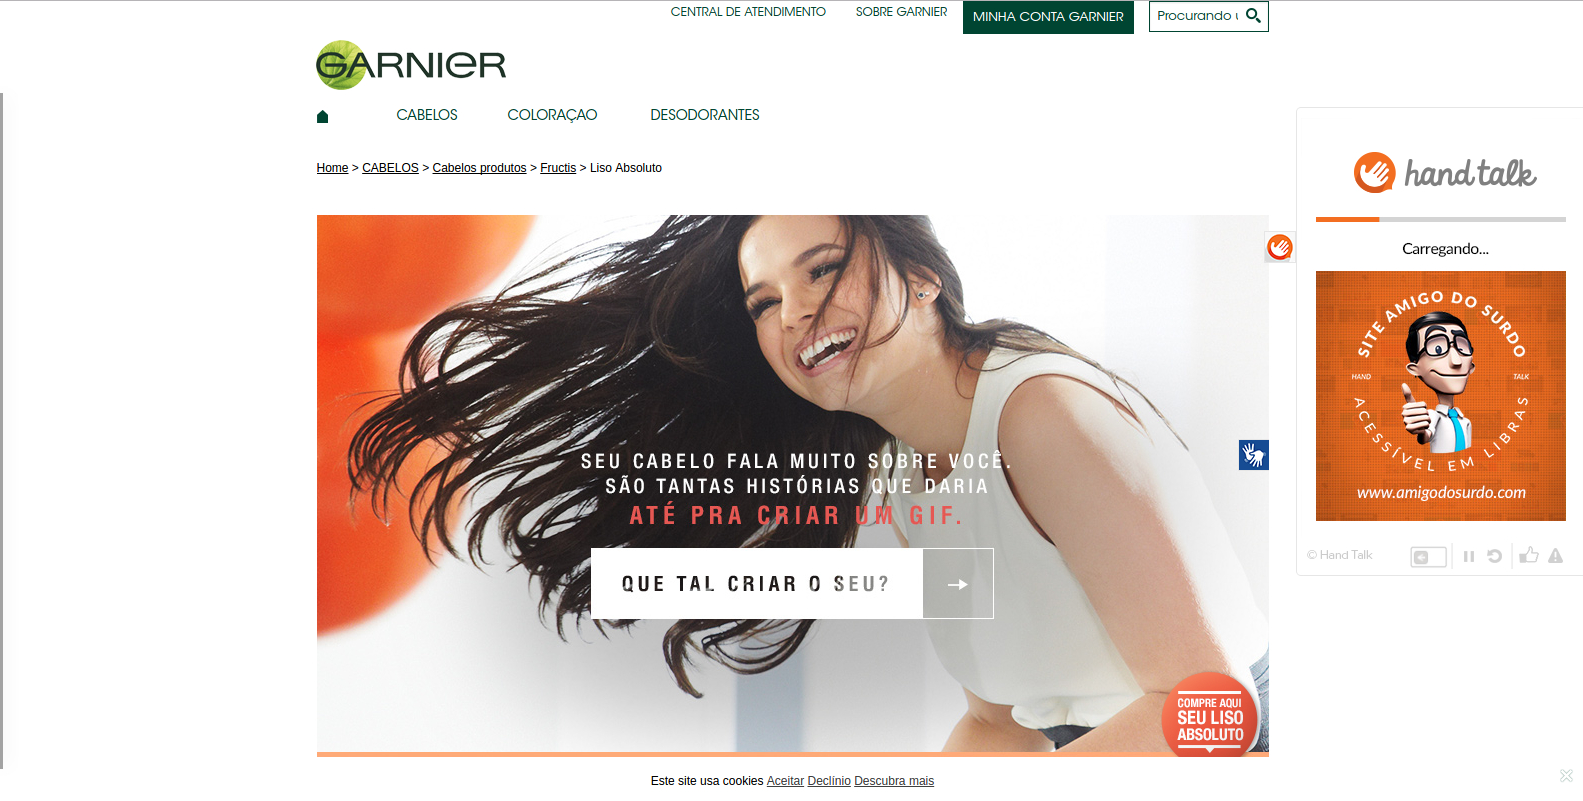 CENTRAL DE ATENDIMENTO
SOBRE GARNIER
MINHA CONTA GARNIER
Procurando u
GARNIER
CABELOS
COLORAÇAO
DESODORANTES
Home > CABELOS > Cabelos produtos > Fructis > Liso Absoluto
SEU CABELO FALA MUITO SOBRE VOCÊ.
SÃO TANTAS HISTÓRIAS QUE DARIA
ATÉ PRA CRIAR UM GIF.
QUE TAL CRIAR O SEU?
COMPRE AQUI
SEU LISO
ABSOLUTO
hand talk
Carregando...
SITE AMIGO DO SURDO
HAND
TALK
ACESSÍVEL EM LIBRAS
www.amigodosurdo.com
© Hand Talk
Este site usa cookies Aceitar Declínio Descubra mais